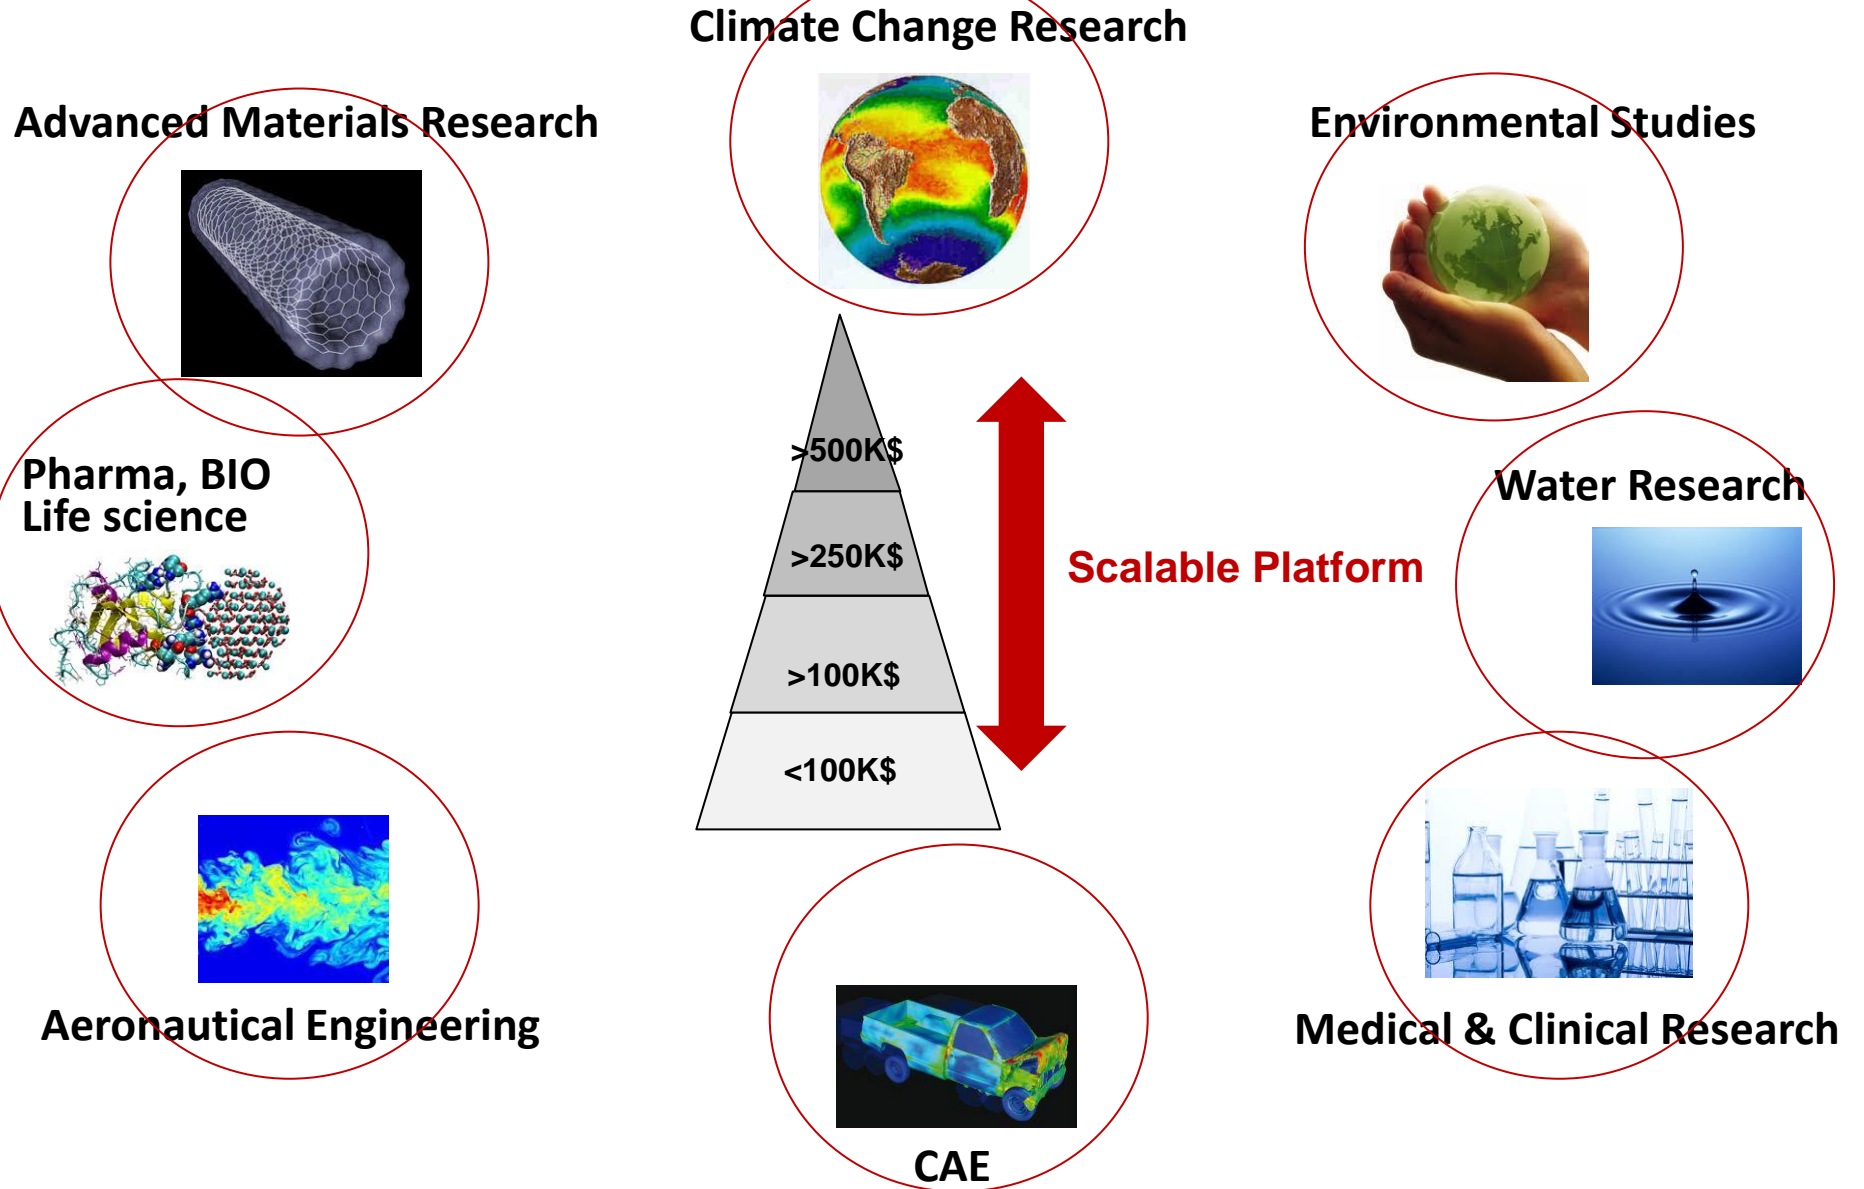 Climate Change Research
Advanced Materials Research
Environmental Studies
>500K$
Pharma, BIO
Life science
Water Research
>250K$
Scalable Platform
>100K$
<100K$
Aeronautical Engineering
Medical & Clinical Research
CAE